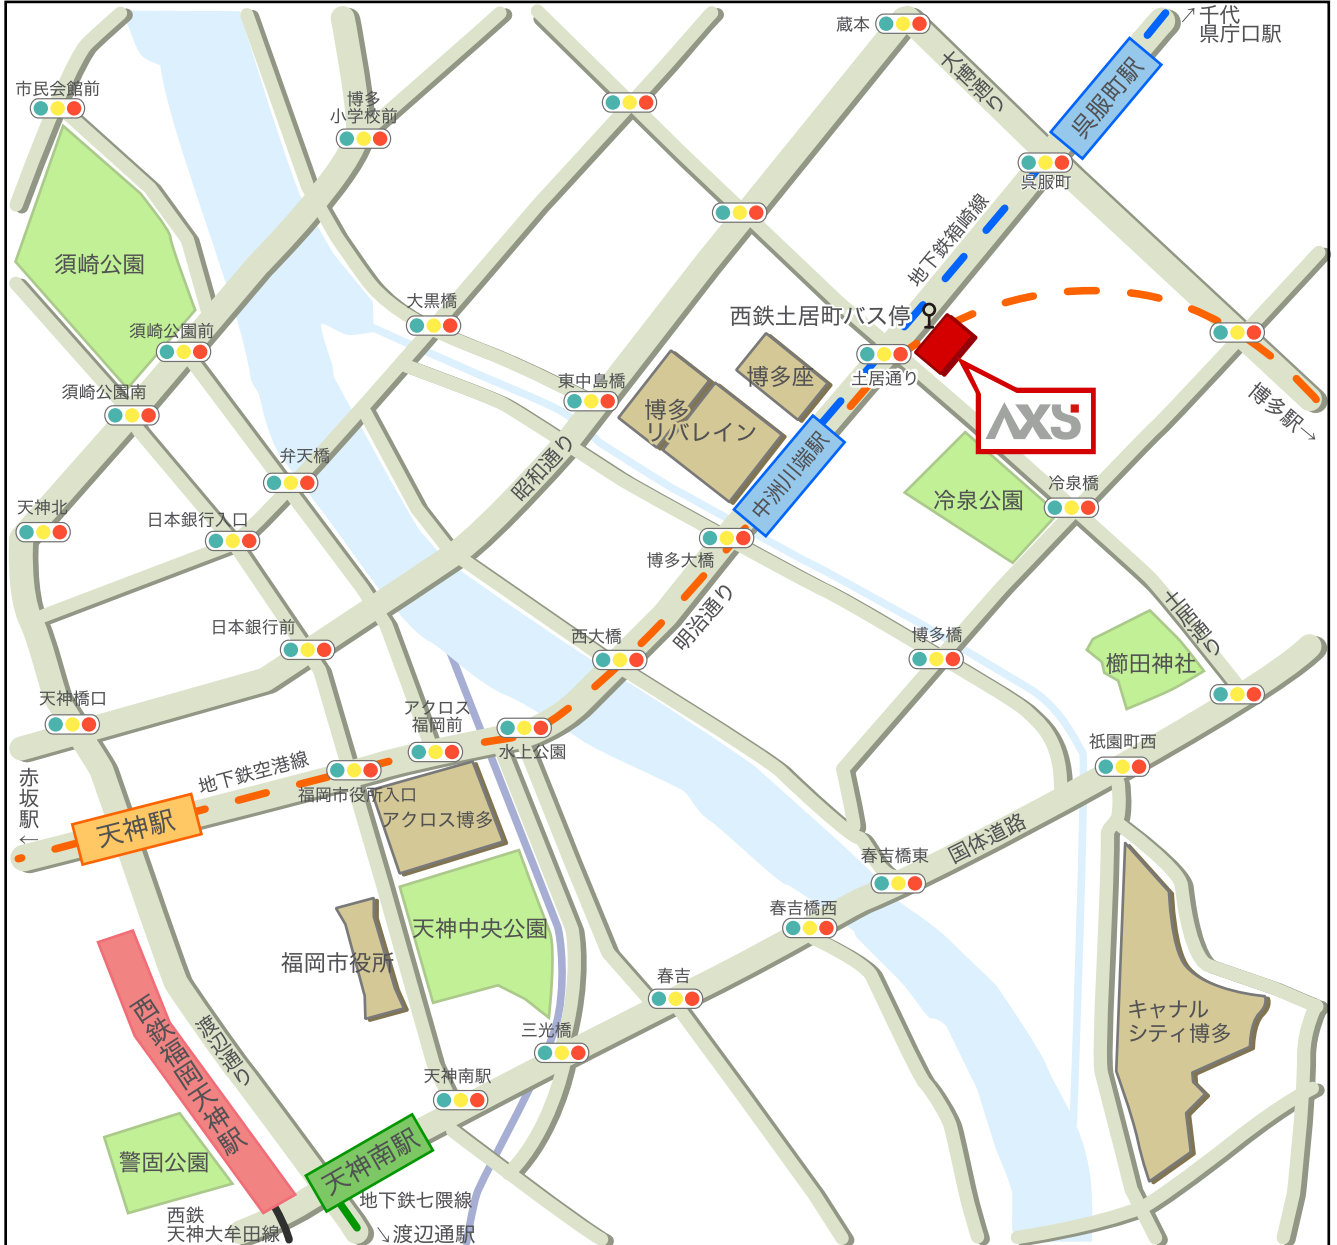 ↗千代
県庁口駅
蔵本
大博通り
呉服町駅
市民会館前
博多
小学校前
呉服町
地下鉄箱崎線
須崎公園
大黒橋
西鉄土居町バス停
須崎公園前
東中島橋
博多座
土居通り
須崎公園南
博多
リバレイン
AXS
博多駅→
昭和通り
中洲川端駅
弁天橋
冷泉公園
冷泉橋
天神北
日本銀行入口
博多大橋
明治通り
土居通り
日本銀行前
西大橋
博多橋
櫛田神社
天神橋口
アクロス
福岡前
水上公園
祇園町西
赤坂駅←
地下鉄空港線
福岡市役所入口
天神駅
アクロス博多
国体道路
春吉橋東
春吉橋西
天神中央公園
福岡市役所
春吉
キャナル
シティ博多
西鉄福岡天神駅
渡辺通り
三光橋
天神南駅
警固公園
天神南駅
地下鉄七隈線
西鉄
天神大牟田線
↘渡辺通駅